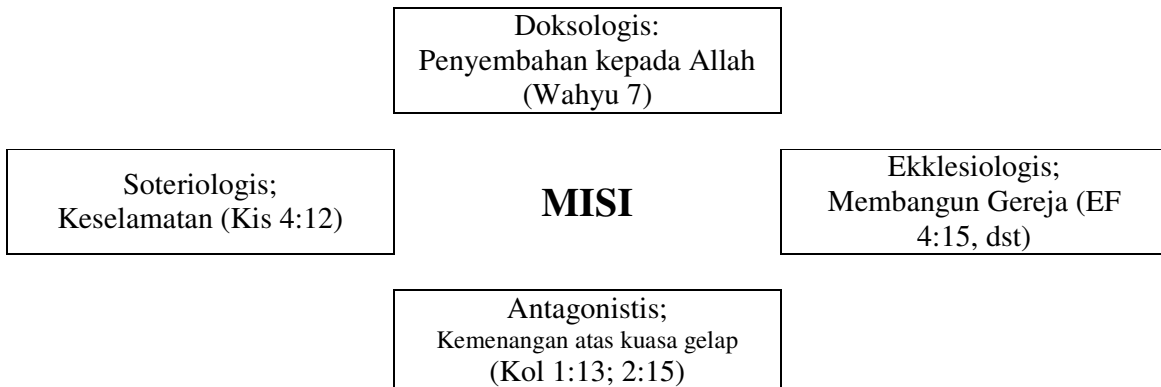 Doksologis:
Penyembahan kepada Allah
(Wahyu 7)
Soteriologis;
Keselamatan (Kis 4:12)
MISI
Ekklesiologis;
Membangun Gereja (EF
4:15, dst)
Antagonistis;
Kemenangan atas kuasa gelap
(Kol 1:13; 2:15)